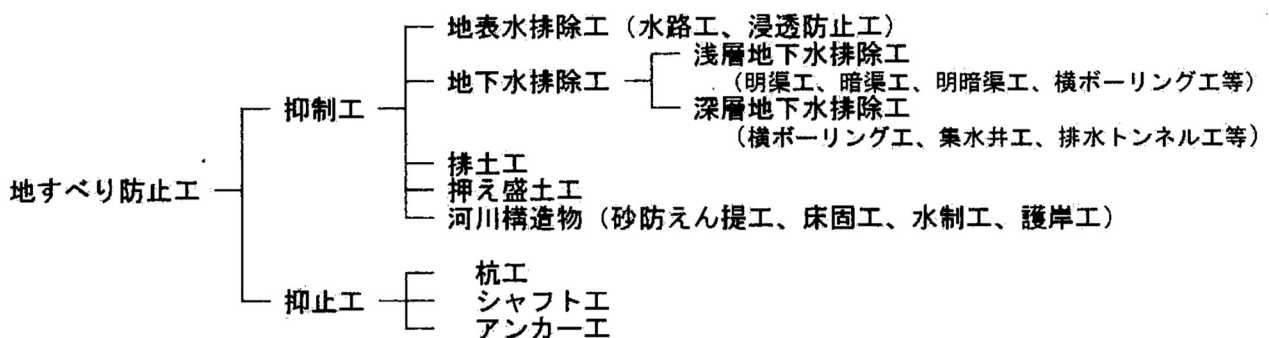 地表水排除工（水路工、浸透防止工）
浅層地下水排除工
地下水排除工
（明渠工、暗渠工、明暗渠工、横ボーリング工等）
抑制工
深層地下水排除工
（横ボーリング工、集水井工、排水トンネル工等）
排土工
地すべり防止工
押え盛土工
河川構造物（砂防えん提工、床固工、水制工、護岸工）
杭工
抑止工
シャフト工
アンカー工